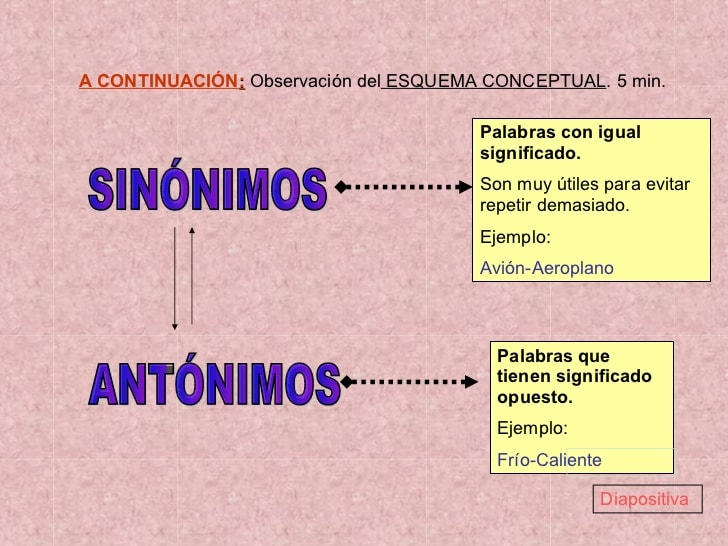 A CONTINUACIÓN: Observación del ESQUEMA CONCEPTUAL. 5 min.
SINÓNIMOS
Palabras con igual
significado.
Son muy útiles para evitar
repetir demasiado.
Ejemplo:
Avión-Aeroplano
ANTÓNIMOS
Palabras que
tienen significado
opuesto.
Ejemplo:
Frío-Caliente
Diapositiva